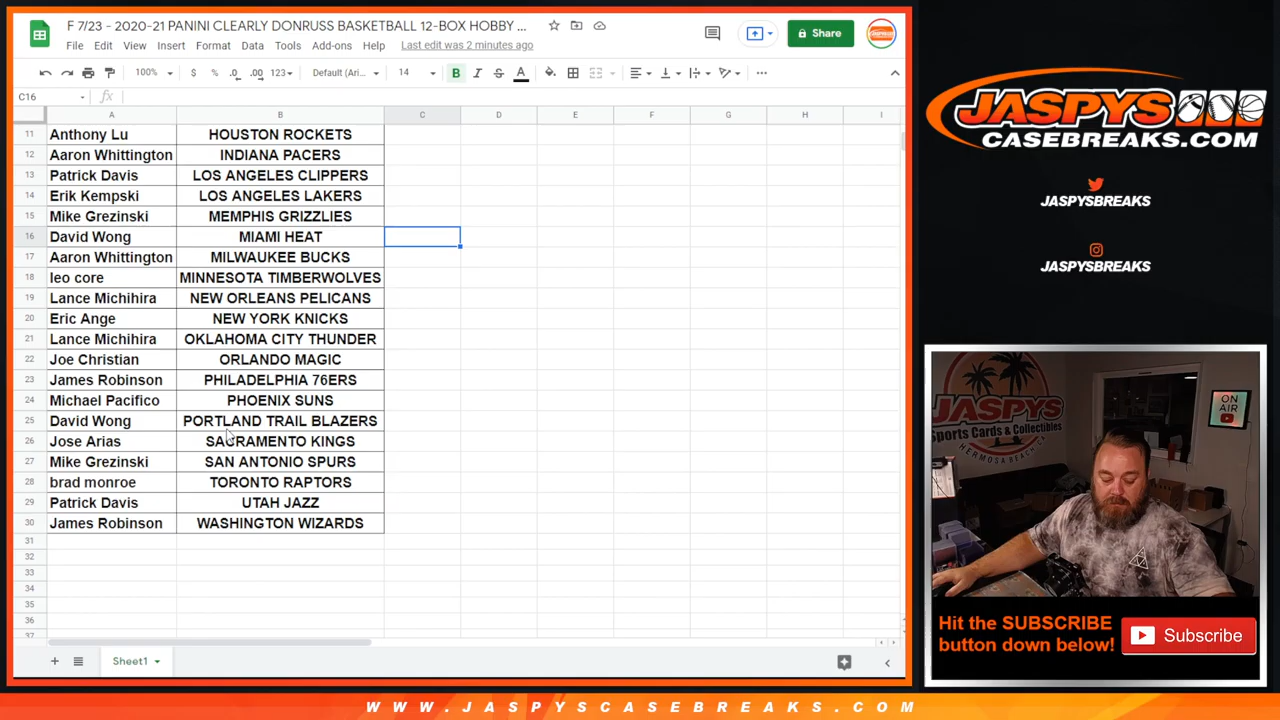 F 7/23 - 2020-21 PANINI CLEARLY DONRUSS BASKETBALL 12-BOX HOBBY ...
File Edit View Insert Format Data Tools Add-ons Help Last edit was 2 minutes ago
Share
100% $ % .0 .00 123 Default (Ari... 14 B I S A
C16 fx
A B C D E F G H I
11 Anthony Lu HOUSTON ROCKETS
12 Aaron Whittington INDIANA PACERS
13 Patrick Davis LOS ANGELES CLIPPERS
14 Erik Kempski LOS ANGELES LAKERS
15 Mike Grezinski MEMPHIS GRIZZLIES
16 David Wong MIAMI HEAT
17 Aaron Whittington MILWAUKEE BUCKS
18 leo core MINNESOTA TIMBERWOLVES
19 Lance Michihira NEW ORLEANS PELICANS
20 Eric Ange NEW YORK KNICKS
21 Lance Michihira OKLAHOMA CITY THUNDER
22 Joe Christian ORLANDO MAGIC
23 James Robinson PHILADELPHIA 76ERS
24 Michael Pacifico PHOENIX SUNS
25 David Wong PORTLAND TRAIL BLAZERS
26 Jose Arias SACRAMENTO KINGS
27 Mike Grezinski SAN ANTONIO SPURS
28 brad monroe TORONTO RAPTORS
29 Patrick Davis UTAH JAZZ
30 James Robinson WASHINGTON WIZARDS
31
32
33
34
35
36
37
Sheet1
JASPYS
CASEBREAKS.COM
JASPYSBREAKS
JASPYSBREAKS
JASPYS
Sports Cards & Collectibles
HERMOSA BEACH, CA
ON AIR
Hit the SUBSCRIBE
button down below!
Subscribe
WWW.JASPYSCASEBREAKS.COM